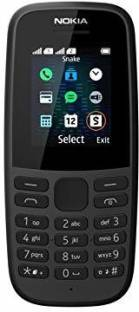 NOKIA
Snake
12
Select Exit
1
2 abc
3 def
4 ghi
5 jkl
6 mno
7 pqrs
8 tuv
9 wxyz
*
0
#